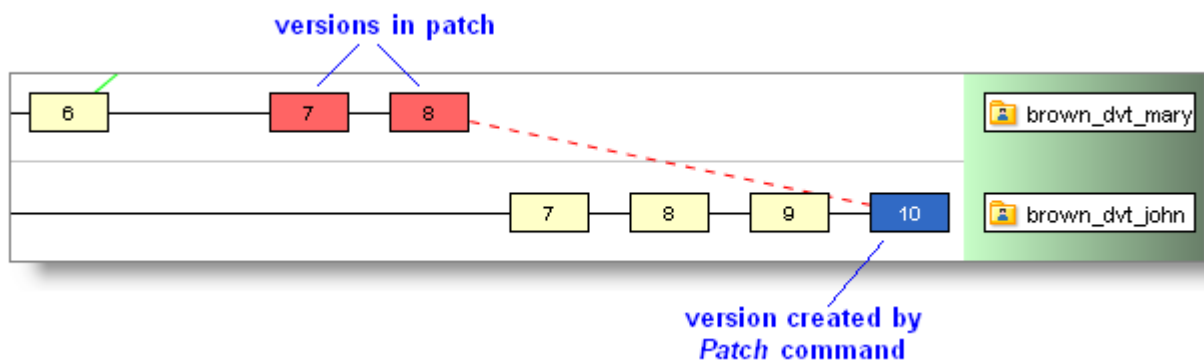 versions in patch
6 7 8 brown_dvt_mary
7 8 9 10 brown_dvt_john
version created by
Patch command